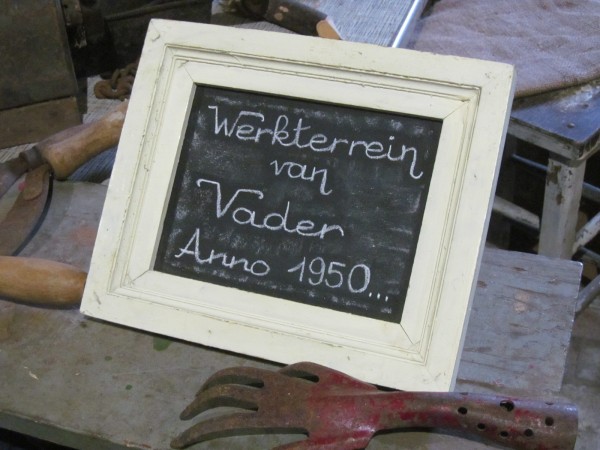 Werkterrein
van
Vader
Anno 1950...